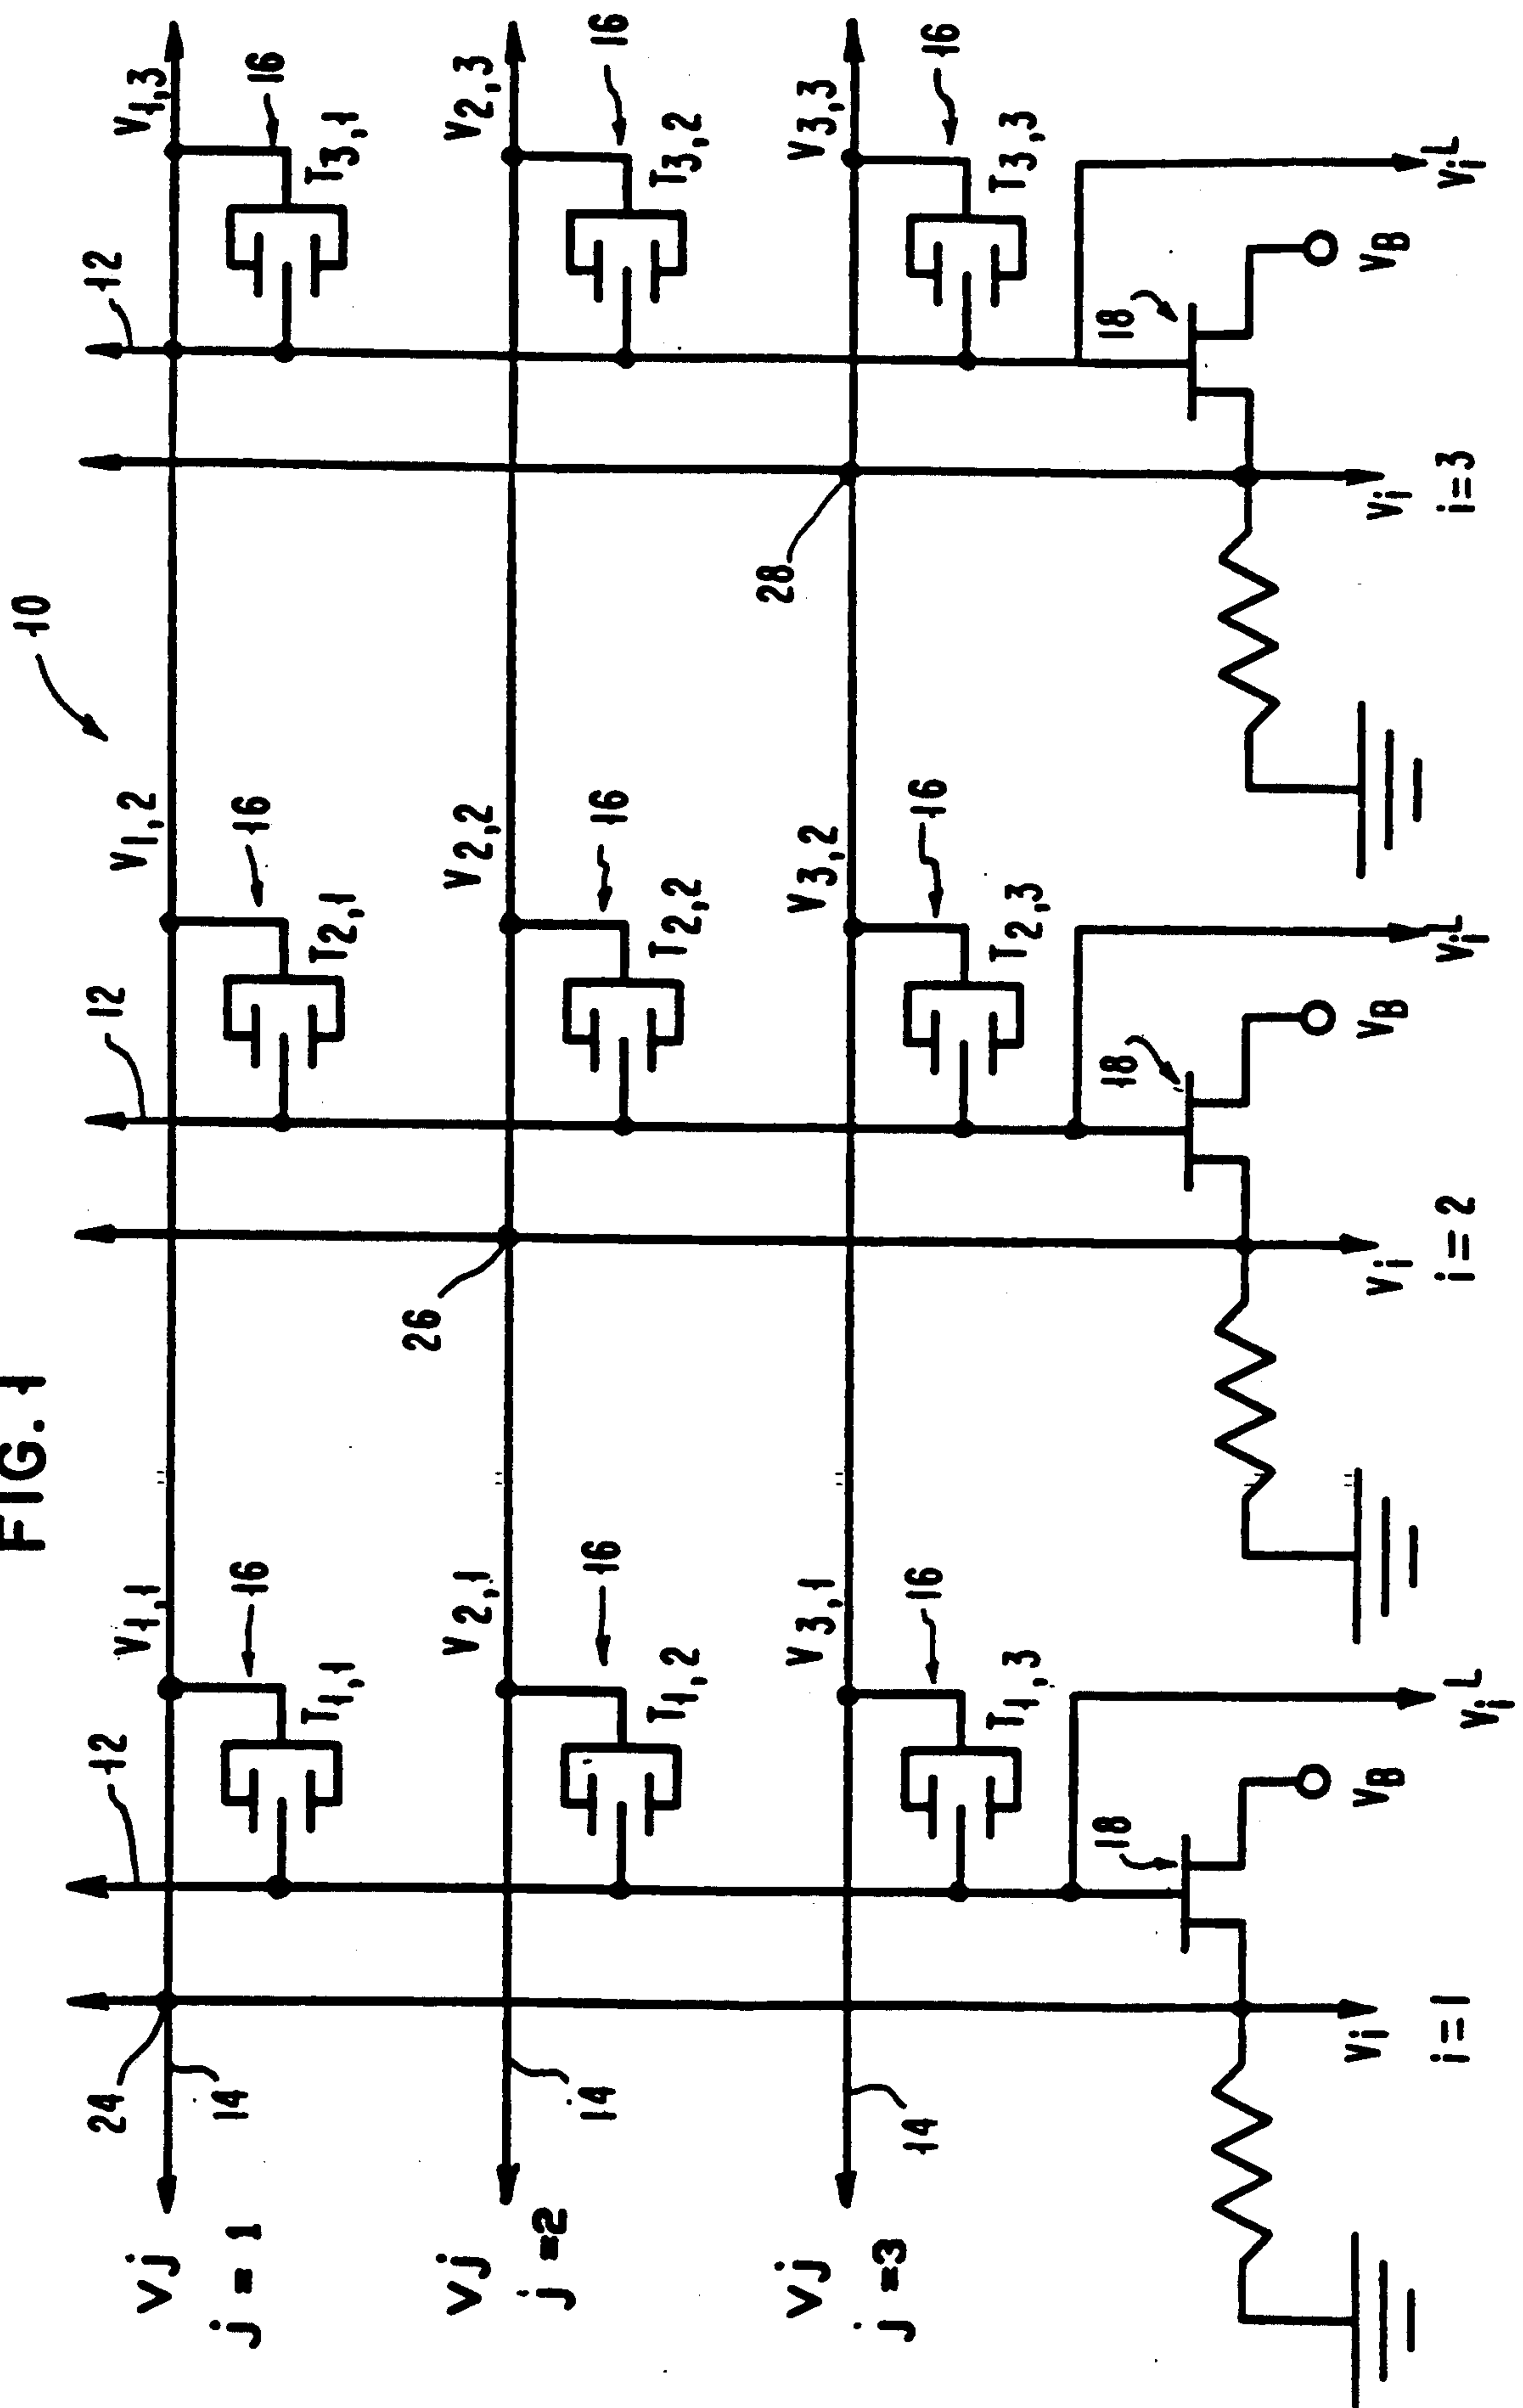 FIG. 1
10
12
12
12
V1,1
V1,2
V1,3
24
16
16
16
14
T1,1
T2,1
T3,1
Vj
j = 1
V2,1
V2,2
V2,3
26
16
16
16
14
T1,2
T2,2
T3,2
Vj
j = 2
V3,1
V3,2
V3,3
28
16
16
16
14
T1,3
T2,3
T3,3
Vj
j = 3
18
18
18
VB
VB
VB
Vi
ViL
Vi
ViL
Vi
ViL
i = 1
i = 2
i = 3